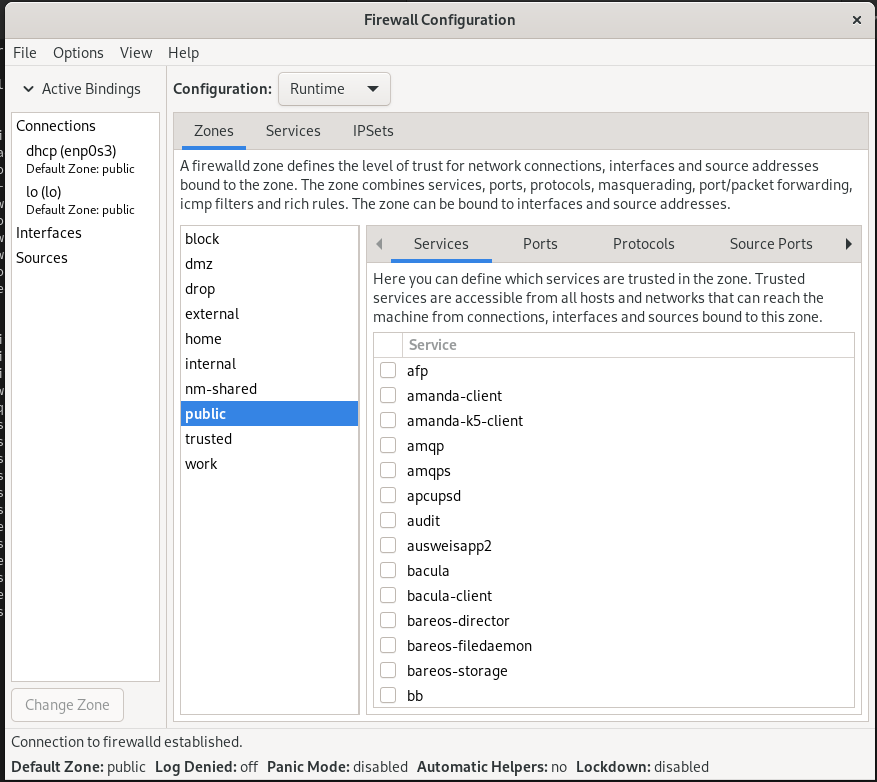 Firewall Configuration
File Options View Help
Active Bindings
Configuration: Runtime
Connections
dhcp (enp0s3)
Default Zone: public
lo (lo)
Default Zone: public
Interfaces
Sources
Change Zone
Zones Services IPSets
A firewalld zone defines the level of trust for network connections, interfaces and source addresses
bound to the zone. The zone combines services, ports, protocols, masquerading, port/packet forwarding,
icmp filters and rich rules. The zone can be bound to interfaces and source addresses.
block
dmz
drop
external
home
internal
nm-shared
public
trusted
work
Services Ports Protocols Source Ports
Here you can define which services are trusted in the zone. Trusted
services are accessible from all hosts and networks that can reach the
machine from connections, interfaces and sources bound to this zone.
Service
afp
amanda-client
amanda-k5-client
amqp
amqps
apcupsd
audit
ausweisapp2
bacula
bacula-client
bareos-director
bareos-filedaemon
bareos-storage
bb
Connection to firewalld established.
Default Zone: public Log Denied: off Panic Mode: disabled Automatic Helpers: no Lockdown: disabled